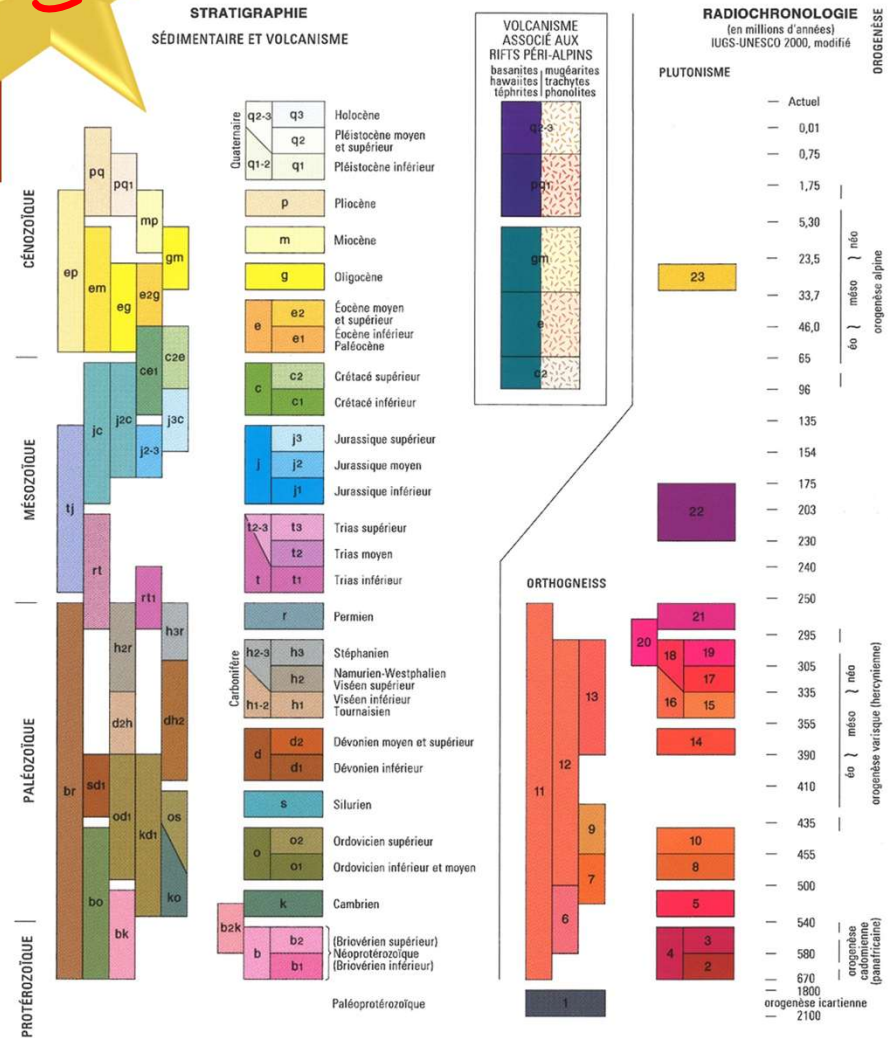 STRATIGRAPHIE
SÉDIMENTAIRE ET VOLCANISME
VOLCANISME
ASSOCIÉ AUX
RIFTS PÉRI-ALPINS
basanites mugéarites
hawaiites trachytes
téphrites phonolites
RADIOCHRONOLOGIE
(en millions d'années)
IUGS-UNESCO 2000, modifié
PLUTONISME
OROGENÈSE
CÉNOZOÏQUE
MÉSOZOÏQUE
PALÉOZOÏQUE
PROTÉROZOÏQUE
pq
pq1
mp
gm
ep
em
eg
e2g
ce1
c2e
jc
j2c
j2-3
j3c
tj
rt
rt1
h2r
h3r
d2h
dh2
br
sd1
od1
kd1
os
ko
bo
bk
Quaternaire
q2-3 q3 Holocène
q2 Pléistocène moyen
et supérieur
q1-2 q1 Pléistocène inférieur
p Pliocène
m Miocène
g Oligocène
e e2 Éocène moyen
et supérieur
e1 Éocène inférieur
Paléocène
c c2 Crétacé supérieur
c1 Crétacé inférieur
j j3 Jurassique supérieur
j2 Jurassique moyen
j1 Jurassique inférieur
t2-3 t3 Trias supérieur
t2 Trias moyen
t t1 Trias inférieur
r Permien
Carbonifère
h2-3 h3 Stéphanien
h2 Namurien-Westphalien
Viséen supérieur
h1-2 h1 Viséen inférieur
Tournaisien
d d2 Dévonien moyen et supérieur
d1 Dévonien inférieur
s Silurien
o o2 Ordovicien supérieur
o1 Ordovicien inférieur et moyen
k Cambrien
b2k
b b2 (Briovérien supérieur)
Néoprotérozoïque
b1 (Briovérien inférieur)
Paléoprotérozoïque
q2-3
pq1
gm
e
c2
ORTHOGNEISS
11
12
13
9
7
6
1
23
22
21
20
18 19
17
16 15
14
10
8
5
4 3
2
Actuel
0,01
0,75
1,75
5,30
23,5
33,7
46,0
65
96
135
154
175
203
230
240
250
295
305
335
355
390
410
435
455
500
540
580
670
1800
orogenèse icartienne
2100
éo ~ méso ~ néo
orogenèse alpine
éo ~ méso ~ néo
orogenèse varisque (hercynienne)
orogenèse
cadomienne
(panafricaine)